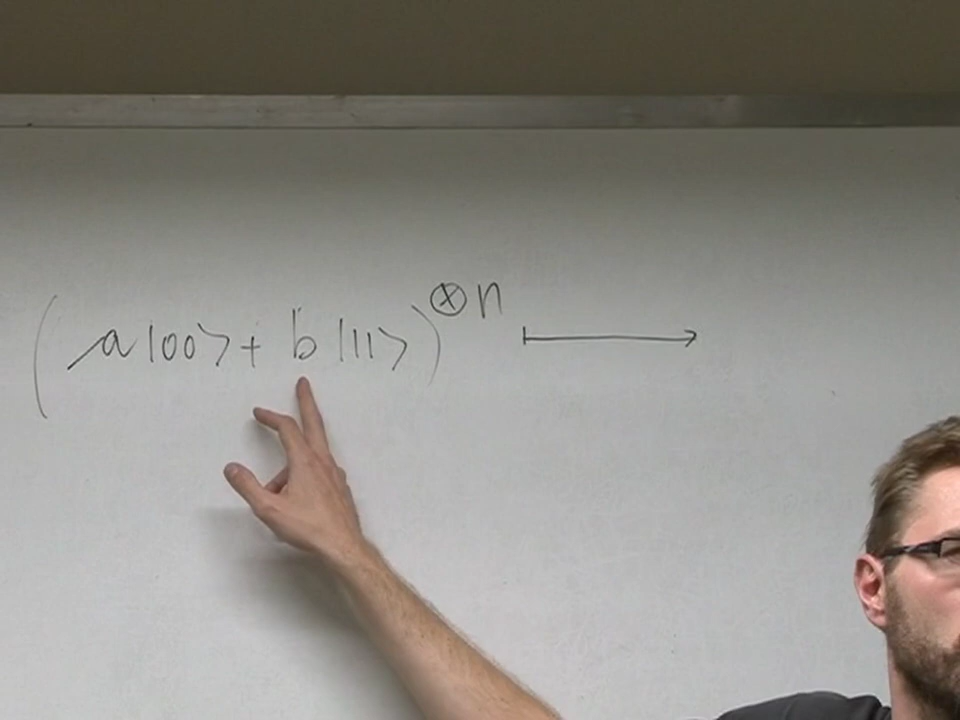 (a|00⟩ + b|11⟩)^{⊗n} ⟼